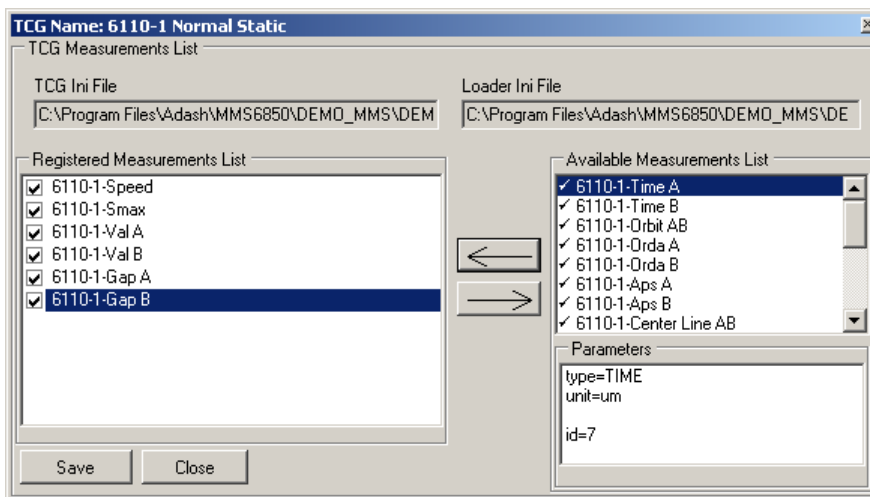 TCG Name: 6110-1 Normal Static
TCG Measurements List
TCG Ini File
Loader Ini File
C:\Program Files\Adash\MMS6850\DEMO_MMS\DEM
C:\Program Files\Adash\MMS6850\DEMO_MMS\DE
Registered Measurements List
6110-1-Speed
6110-1-Smax
6110-1-Val A
6110-1-Val B
6110-1-Gap A
6110-1-Gap B
Available Measurements List
6110-1-Time A
6110-1-Time B
6110-1-Orbit AB
6110-1-Orda A
6110-1-Orda B
6110-1-Aps A
6110-1-Aps B
6110-1-Center Line AB
Parameters
type=TIME
unit=um
id=7
Save
Close